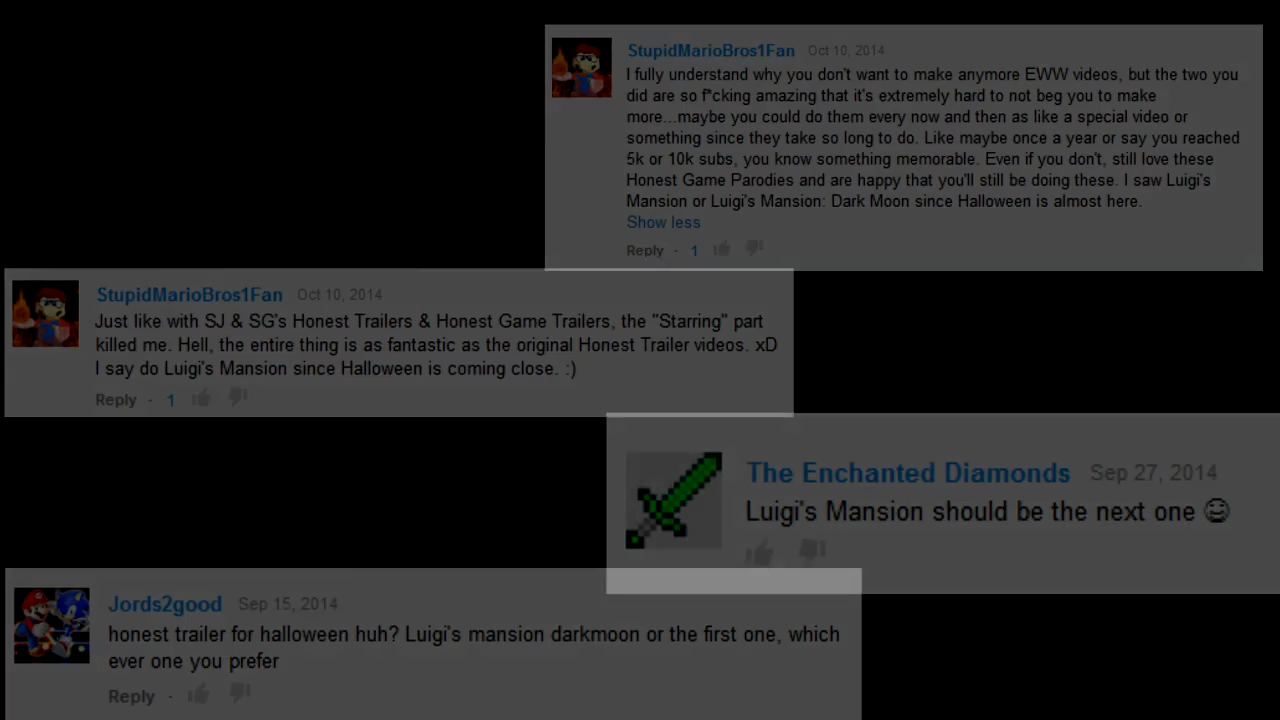 StupidMarioBros1Fan Oct 10, 2014
I fully understand why you don't want to make anymore EWW videos, but the two you
did are so f*cking amazing that it's extremely hard to not beg you to make
more...maybe you could do them every now and then as like a special video or
something since they take so long to do. Like maybe once a year or say you reached
5k or 10k subs, you know something memorable. Even if you don't, still love these
Honest Game Parodies and are happy that you'll still be doing these. I saw Luigi's
Mansion or Luigi's Mansion: Dark Moon since Halloween is almost here.
Show less
Reply · 1
StupidMarioBros1Fan Oct 10, 2014
Just like with SJ & SG's Honest Trailers & Honest Game Trailers, the "Starring" part
killed me. Hell, the entire thing is as fantastic as the original Honest Trailer videos. xD
I say do Luigi's Mansion since Halloween is coming close. :)
Reply · 1
The Enchanted Diamonds Sep 27, 2014
Luigi's Mansion should be the next one 😃
Jords2good Sep 15, 2014
honest trailer for halloween huh? Luigi's mansion darkmoon or the first one, which
ever one you prefer
Reply ·